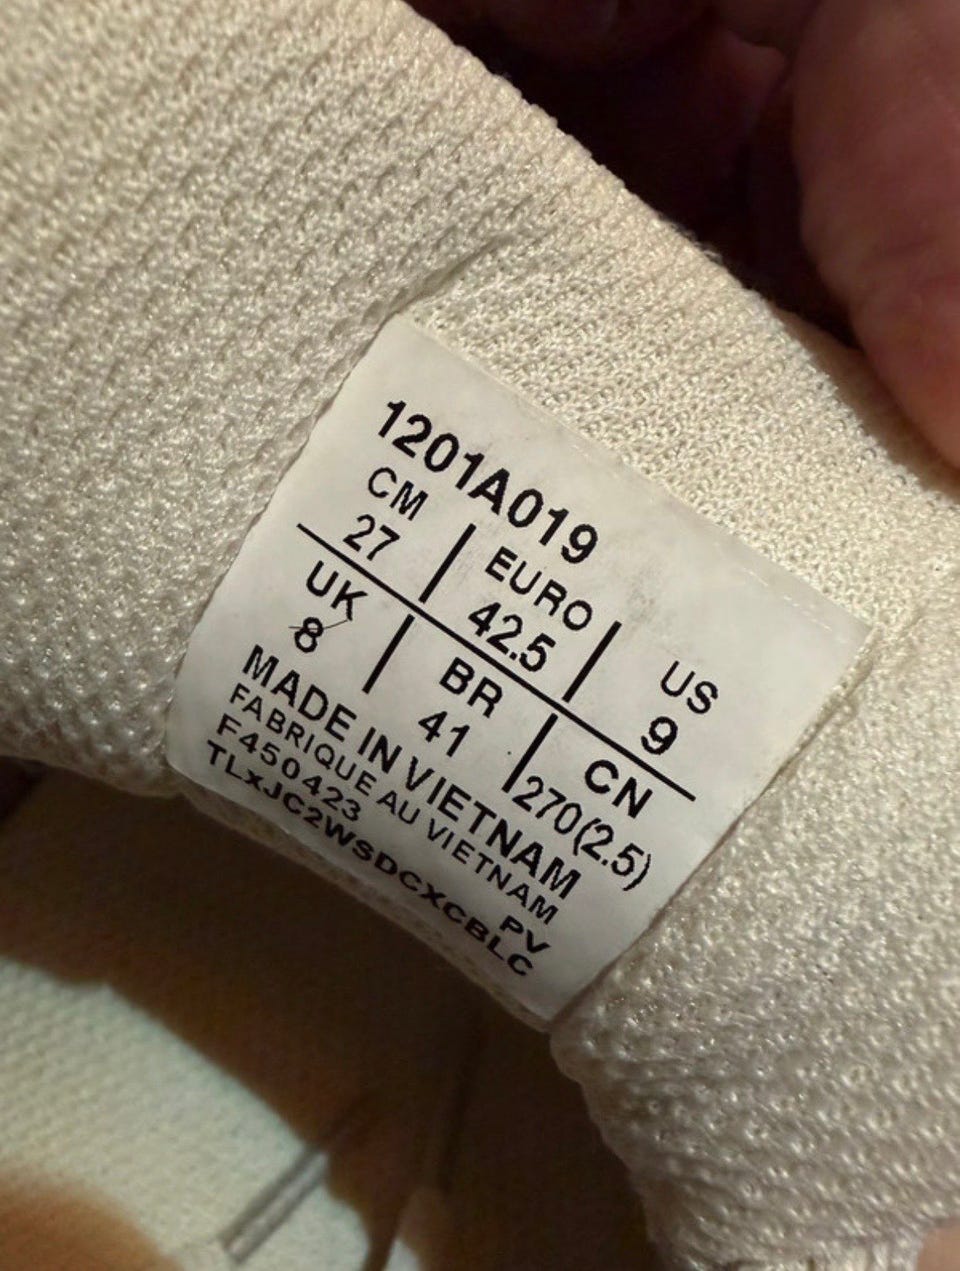 1201A019
CM EURO US
27 42.5 9
UK BR CN
8 41 270(2.5)
MADE IN VIETNAM
FABRIQUE AU VIETNAM
F450423 PV
TLxJC2WSDCXCBLC